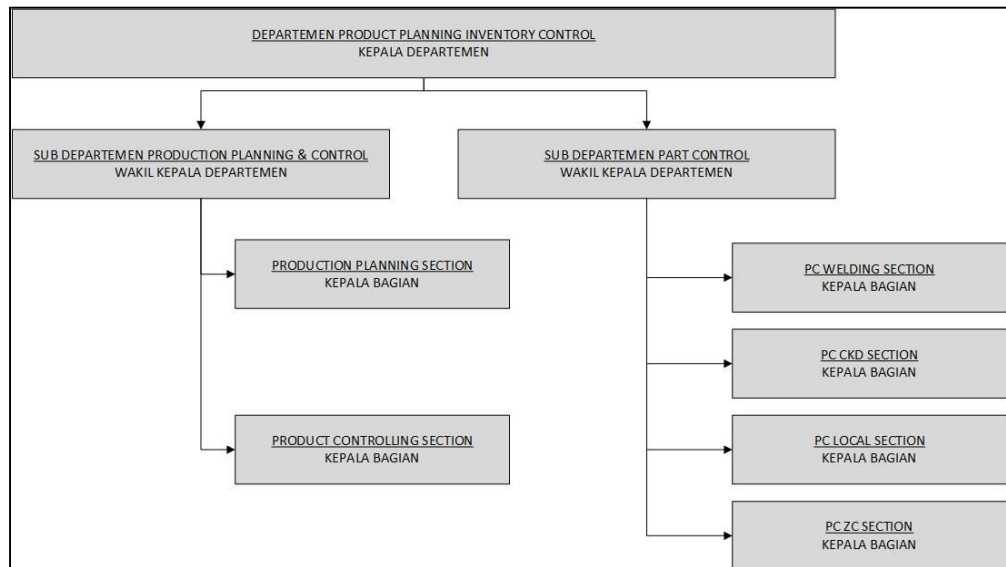 DEPARTEMEN PRODUCT PLANNING INVENTORY CONTROL
KEPALA DEPARTEMEN
SUB DEPARTEMEN PRODUCTION PLANNING & CONTROL
WAKIL KEPALA DEPARTEMEN
SUB DEPARTEMEN PART CONTROL
WAKIL KEPALA DEPARTEMEN
PRODUCTION PLANNING SECTION
KEPALA BAGIAN
PRODUCT CONTROLLING SECTION
KEPALA BAGIAN
PC WELDING SECTION
KEPALA BAGIAN
PC CKD SECTION
KEPALA BAGIAN
PC LOCAL SECTION
KEPALA BAGIAN
PC ZC SECTION
KEPALA BAGIAN